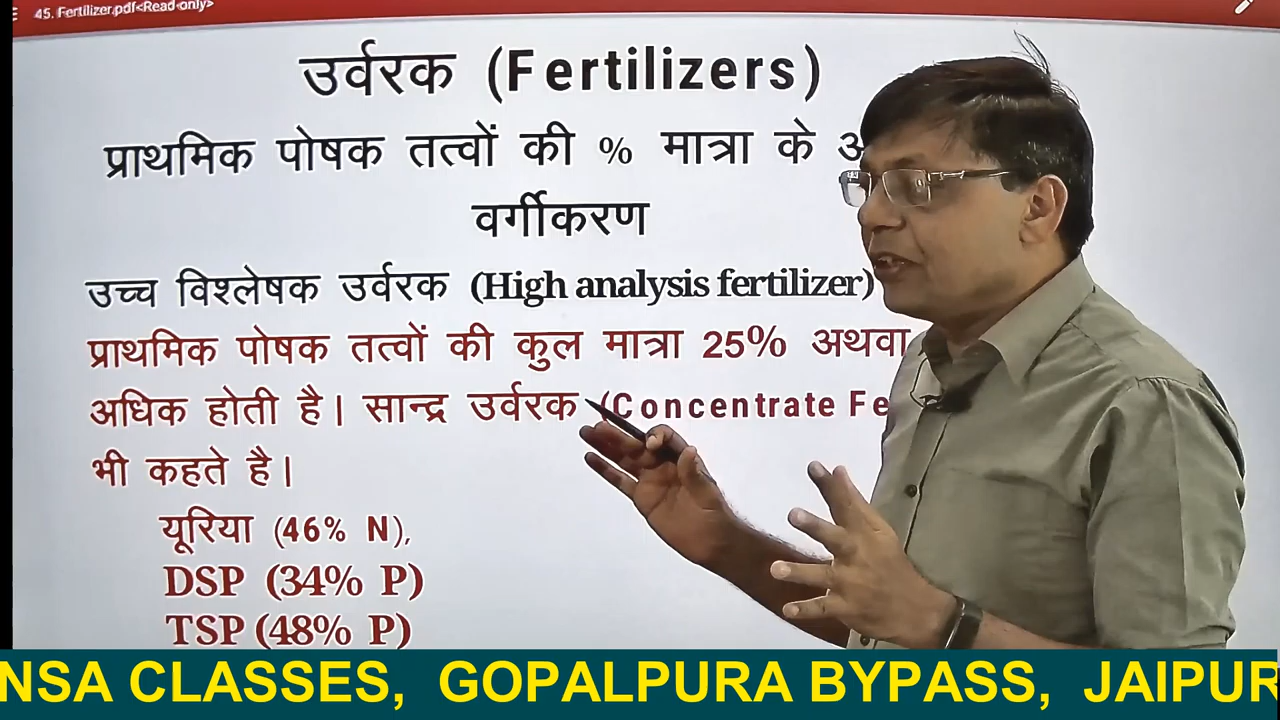 45. Fertilizer.pdf<Read-only>
उर्वरक (Fertilizers)
प्राथमिक पोषक तत्वों की % मात्रा के
वर्गीकरण
उच्च विश्लेषक उर्वरक (High analysis fertilizer)
प्राथमिक पोषक तत्वों की कुल मात्रा 25% अथवा
अधिक होती है। सान्द्र उर्वरक (Concentrate Fe
भी कहते है।
यूरिया (46% N),
DSP (34% P)
TSP (48% P)
NSA CLASSES, GOPALPURA BYPASS, JAIPUR